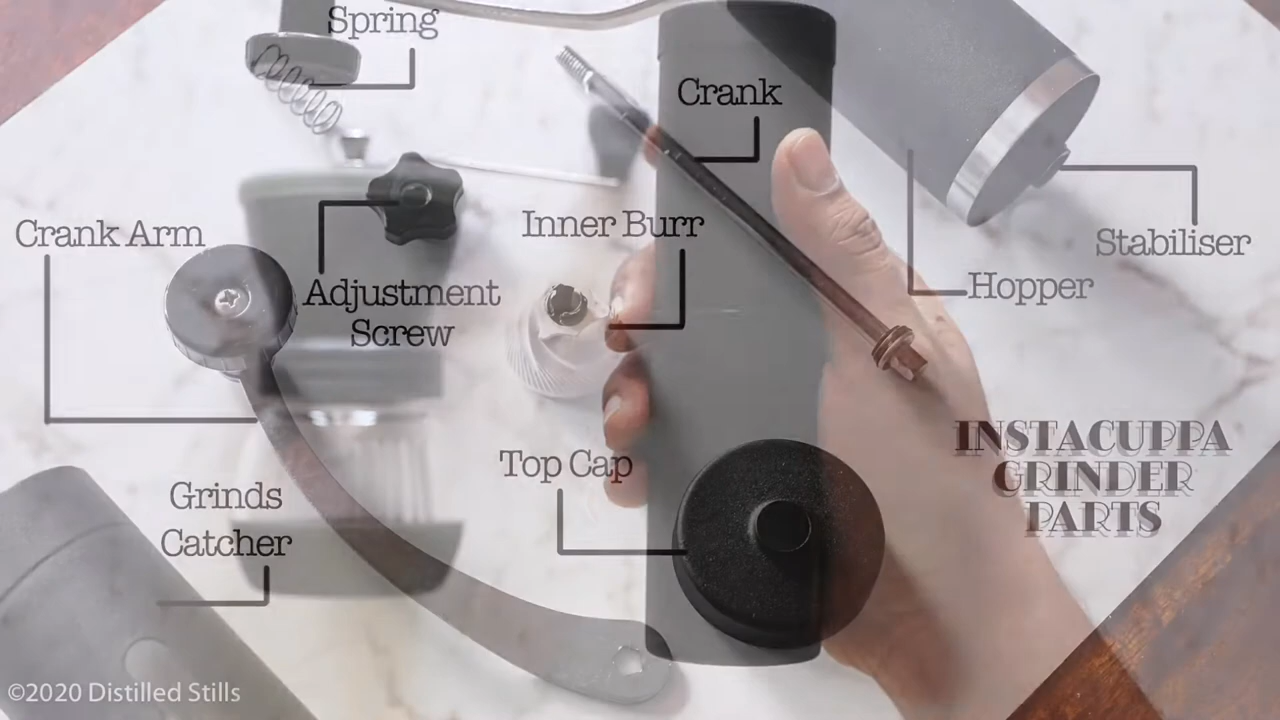 Spring
Crank
Crank Arm
Inner Burr
Stabiliser
Adjustment
Screw
Hopper
INSTACUPPA
GRINDER
PARTS
Top Cap
Grinds
Catcher
©2020 Distilled Stills